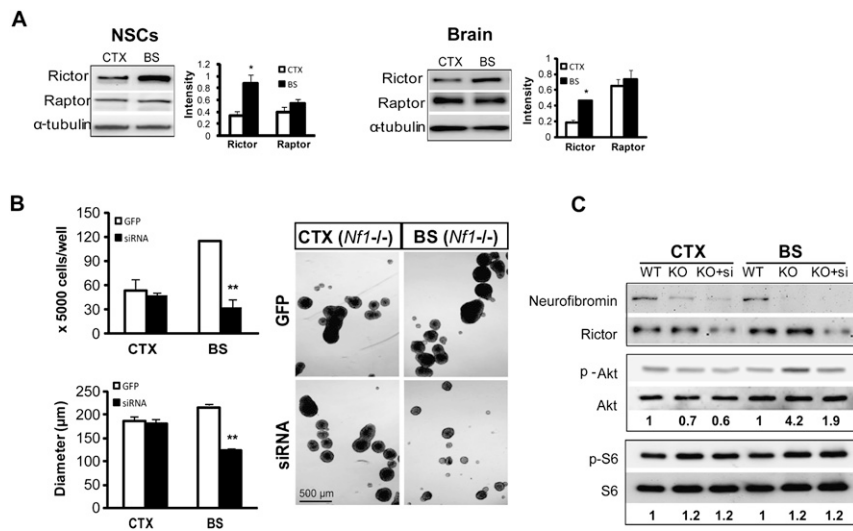 A
NSCs
CTX BS
Rictor
Raptor
α-tubulin
Intensity
1.2
1
0.8
0.6
0.4
0.2
0
*
CTX
BS
Rictor Raptor
Brain
CTX BS
Rictor
Raptor
α-tubulin
Intensity
1.2
0.8
0.4
0
*
CTX
BS
Rictor Raptor
B
x 5000 cells/well
150
120
90
60
30
0
GFP
siRNA
**
CTX BS
Diameter (µm)
250
200
150
100
50
0
GFP
siRNA
**
CTX BS
CTX (Nf1-/-) BS (Nf1-/-)
GFP
siRNA
500 µm
C
CTX BS
WT KO KO+si WT KO KO+si
Neurofibromin
Rictor
p-Akt
Akt
1 0.7 0.6 1 4.2 1.9
p-S6
S6
1 1.2 1.2 1 1.2 1.2